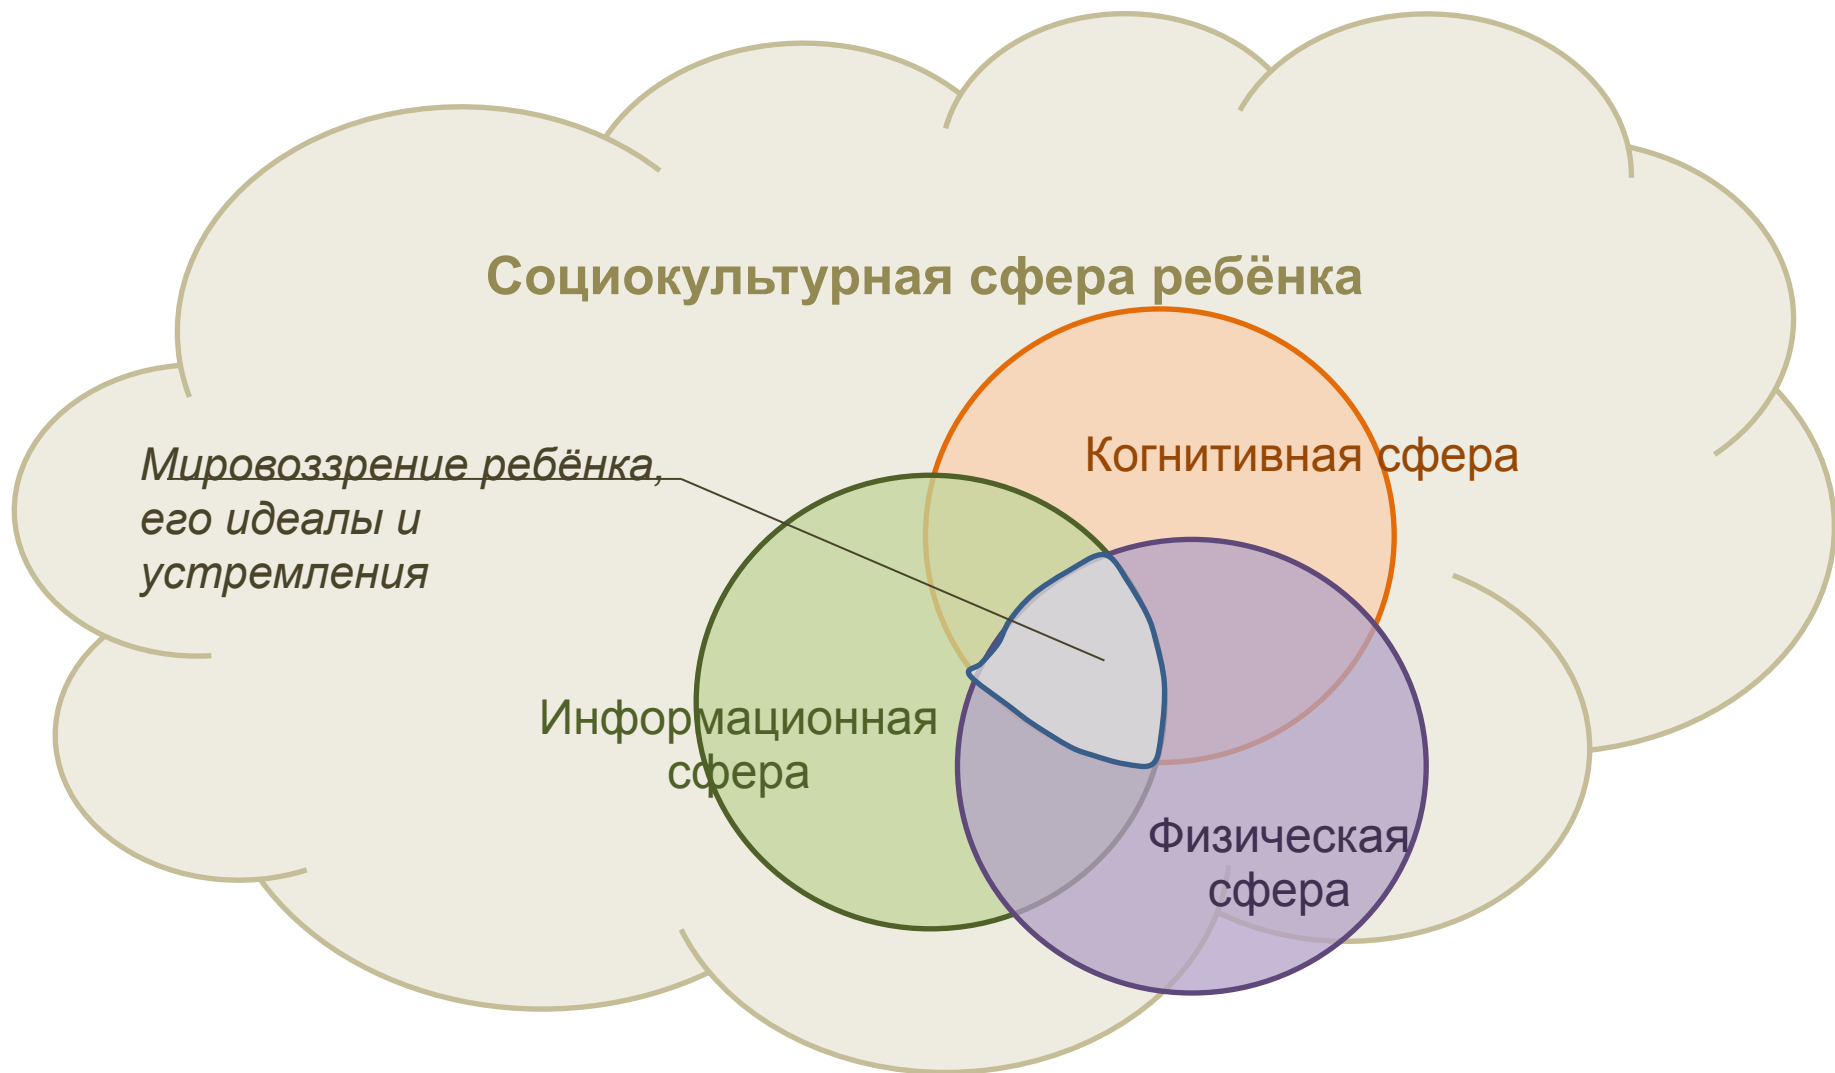 Социокультурная сфера ребёнка
Когнитивная сфера
Мировоззрение ребёнка,
его идеалы и
устремления
Информационная
сфера
Физическая
сфера